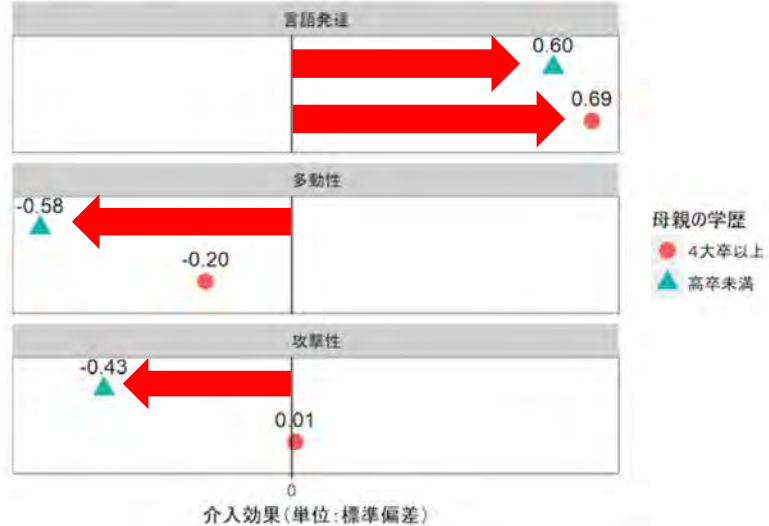 言語発達
0.60
0.69
多動性
-0.58
-0.20
母親の学歴
4大卒以上
高卒未満
攻撃性
-0.43
0.01
0
介入効果(単位:標準偏差)